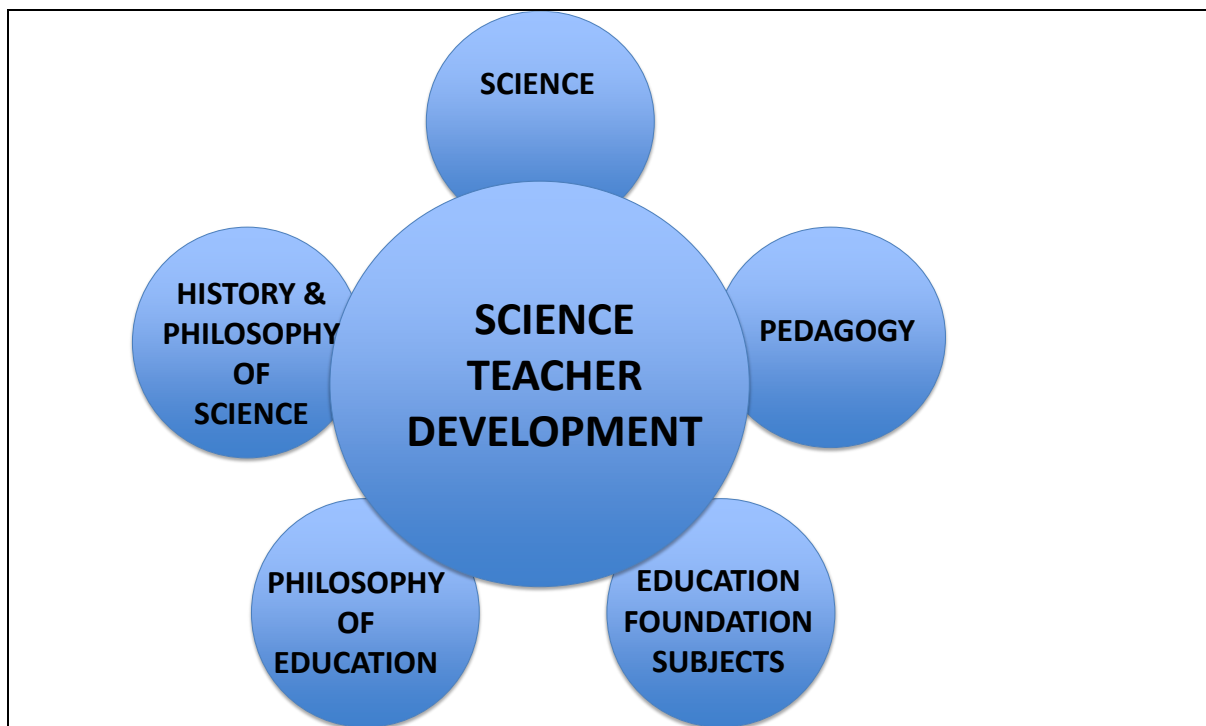 SCIENCE
HISTORY &
PHILOSOPHY
OF
SCIENCE
SCIENCE
TEACHER
DEVELOPMENT
PEDAGOGY
PHILOSOPHY
OF
EDUCATION
EDUCATION
FOUNDATION
SUBJECTS